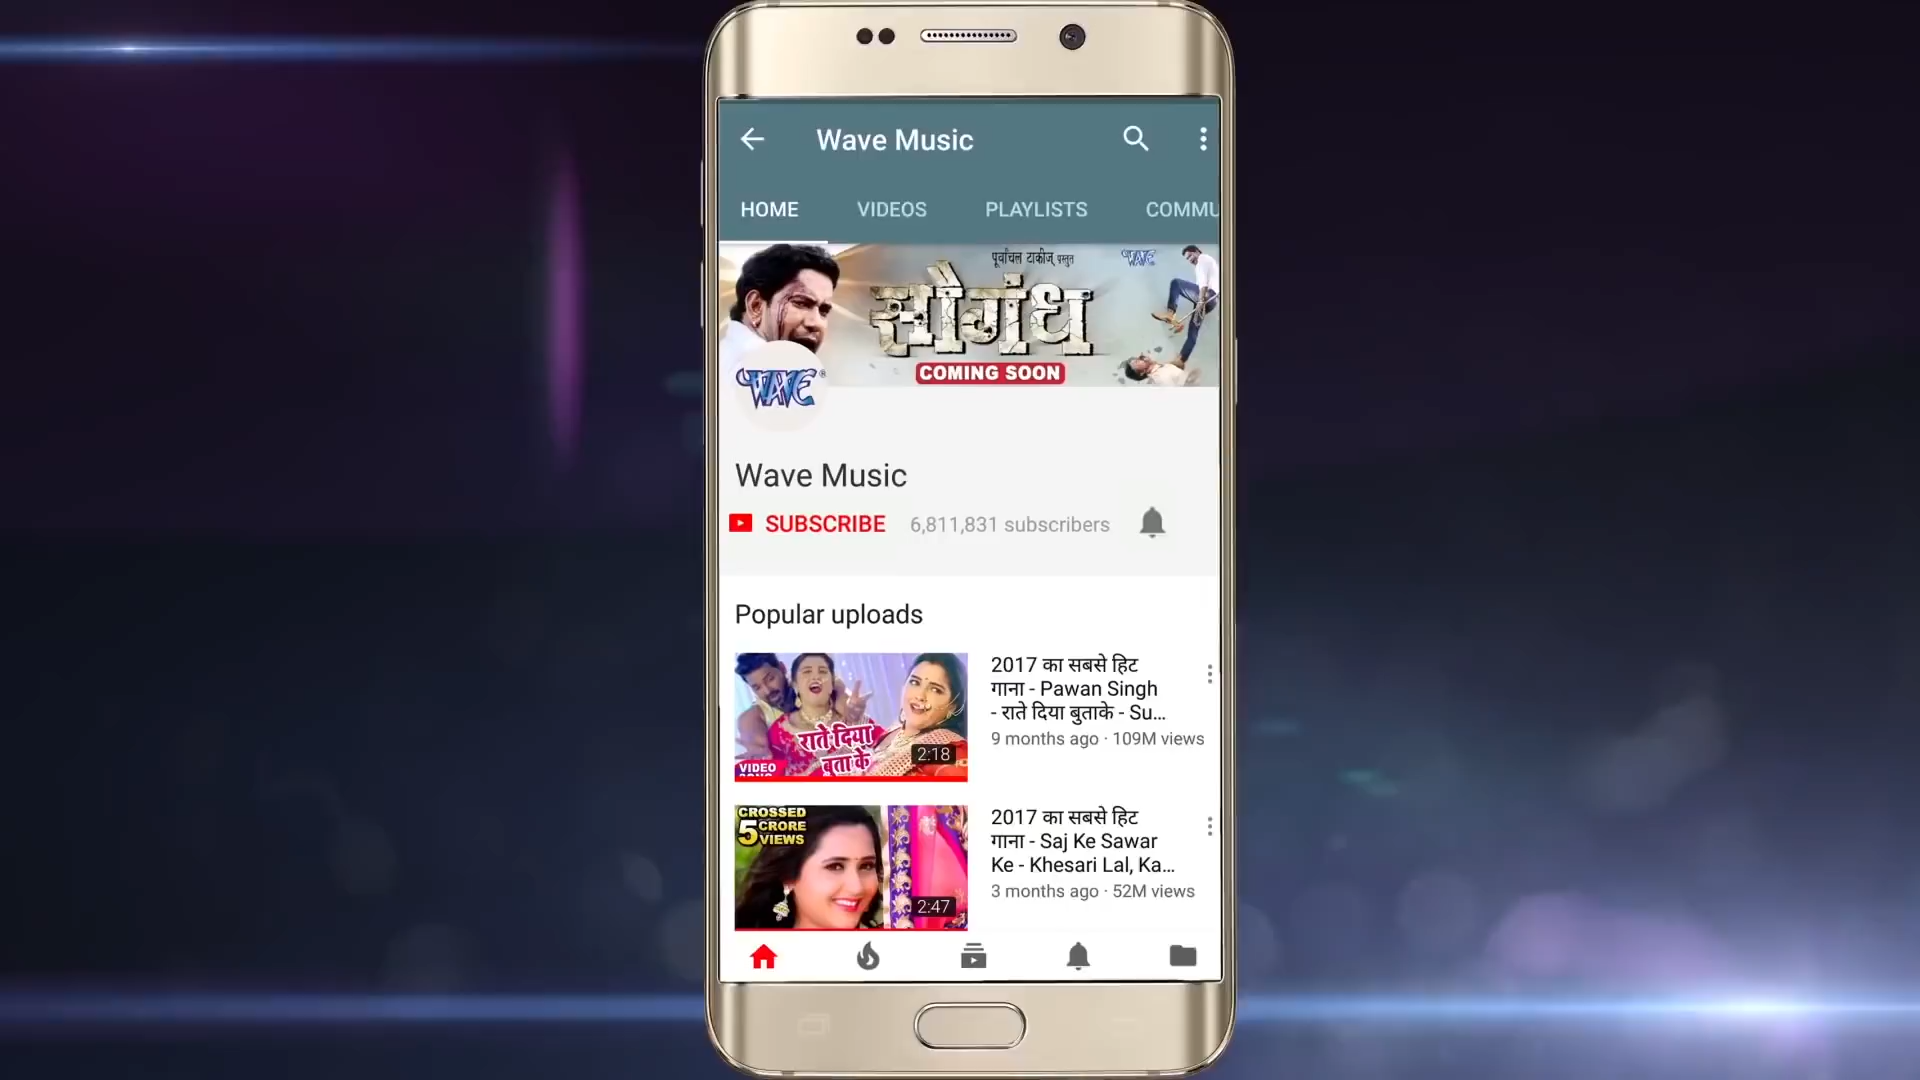 Wave Music
HOME VIDEOS PLAYLISTS COMMU
पूर्वांचल टाकीज् प्रस्तुत
WAVE
सौगंध
COMING SOON
WAVE®
Wave Music
SUBSCRIBE 6,811,831 subscribers
Popular uploads
राते दिया
बुता के
VIDEO
SONG
2:18
2017 का सबसे हिट
गाना - Pawan Singh
- राते दिया बुताके - Su...
9 months ago · 109M views
CROSSED
5 CRORE
VIEWS
2:47
2017 का सबसे हिट
गाना - Saj Ke Sawar
Ke - Khesari Lal, Ka...
3 months ago · 52M views